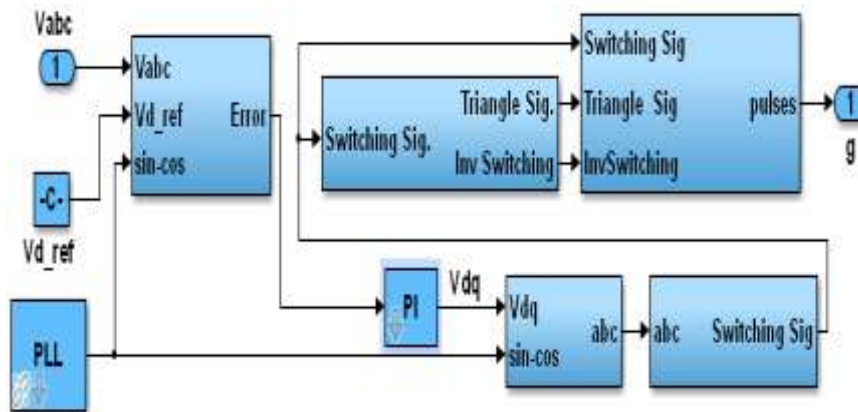 Vabc
1
Vabc
Vd_ref
sin-cos
Error
-C-
Vd_ref
PLL
Switching Sig.
Triangle Sig.
Inv Switching
Switching Sig
Triangle Sig
InvSwitching
pulses
1
g
PI
Vdq
Vdq
sin-cos
abc
abc
Switching Sig